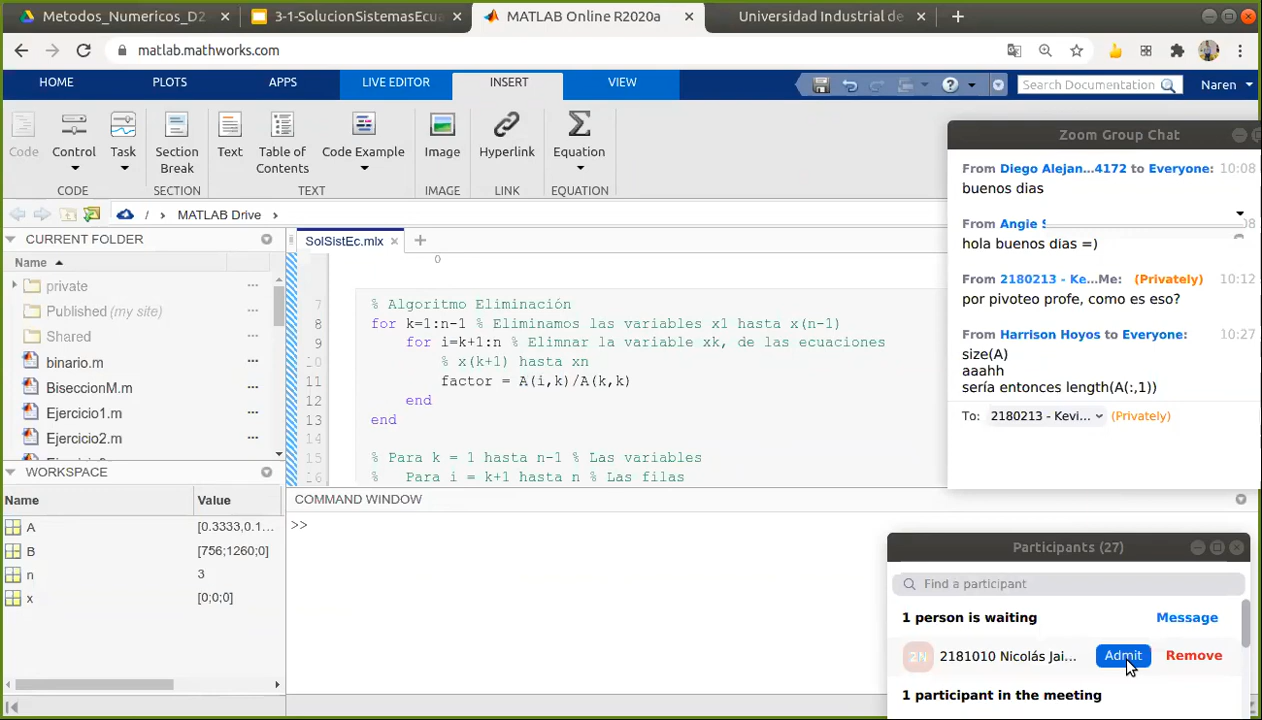 Metodos_Numericos_D2
3-1-SolucionSistemasEcua
MATLAB Online R2020a
Universidad Industrial de
matlab.mathworks.com
HOME PLOTS APPS LIVE EDITOR INSERT VIEW
Search Documentation
Naren
Code Control Task Section Break Text Table of Contents Code Example Image Hyperlink Equation
CODE SECTION TEXT IMAGE LINK EQUATION
/ MATLAB Drive
CURRENT FOLDER
Name
private
Published (my site)
Shared
binario.m
BiseccionM.m
Ejercicio1.m
Ejercicio2.m
WORKSPACE
Name Value
A [0.3333,0.1...
B [756;1260;0]
n 3
x [0;0;0]
SolSistEc.mlx
0
7 % Algoritmo Eliminación
8 for k=1:n-1 % Eliminamos las variables x1 hasta x(n-1)
9 for i=k+1:n % Elimnar la variable xk, de las ecuaciones
10 % x(k+1) hasta xn
11 factor = A(i,k)/A(k,k)
12 end
13 end
14
15 % Para k = 1 hasta n-1 % Las variables
16 % Para i = k+1 hasta n % Las filas
COMMAND WINDOW
>>
Zoom Group Chat
From Diego Alejan...4172 to Everyone: 10:08
buenos dias
From Angie
hola buenos dias =)
From 2180213 - Ke...Me: (Privately) 10:12
por pivoteo profe, como es eso?
From Harrison Hoyos to Everyone: 10:27
size(A)
aaahh
sería entonces length(A(:,1))
To: 2180213 - Kevi... (Privately)
Participants (27)
Find a participant
1 person is waiting Message
2N 2181010 Nicolás Jai... Admit Remove
1 participant in the meeting